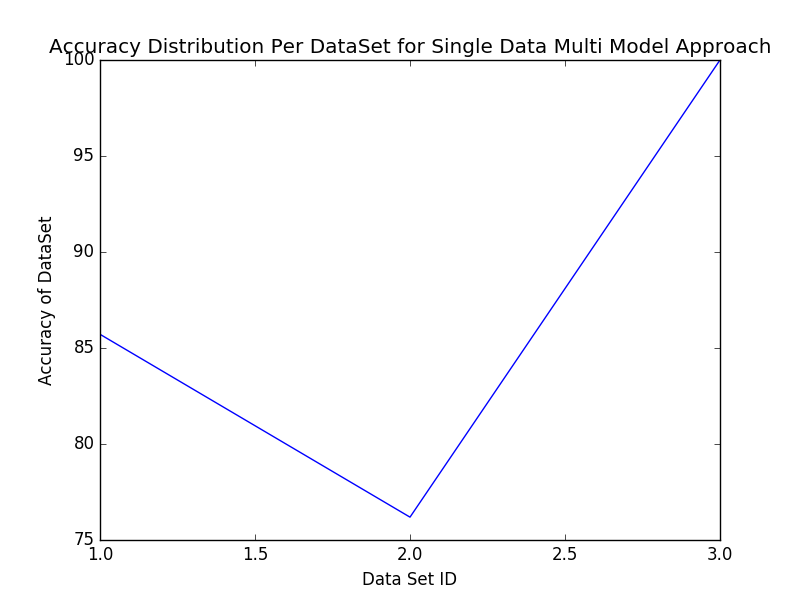 Accuracy Distribution Per DataSet for Single Data Multi Model Approach
100
95
90
85
80
75
Accuracy of DataSet
1.0 1.5 2.0 2.5 3.0
Data Set ID